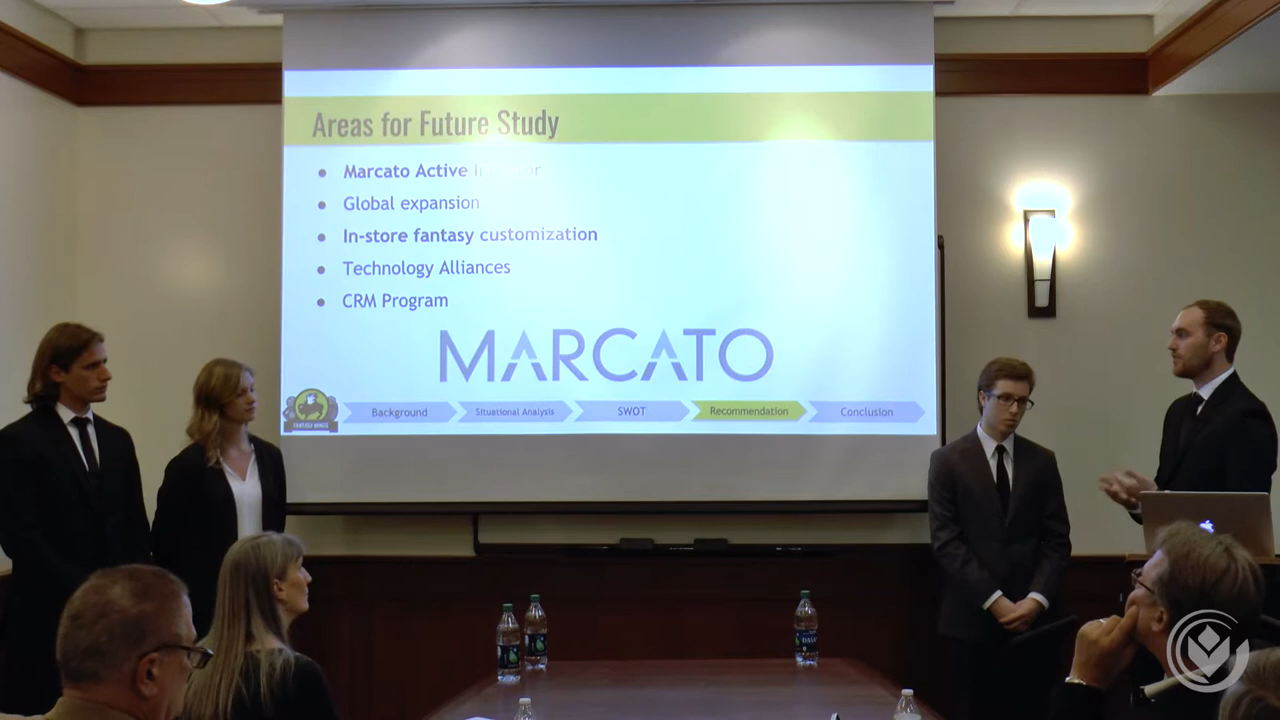 Areas for Future Study
Marcato Active
Global expansion
In-store fantasy customization
Technology Alliances
CRM Program
MARCATO
Background
Situational Analysis
SWOT
Recommendation
Conclusion